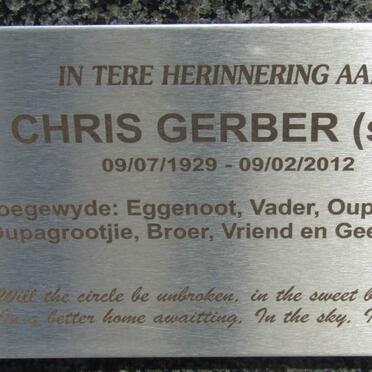 IN TERE HERINNERING AA
CHRIS GERBER (s
09/07/1929 - 09/02/2012
oegewyde: Eggenoot, Vader, Oup
Oupagrootjie, Broer, Vriend en Gee
Will the circle be unbroken, in the sweet b
In a better home awaitting, In the sky,